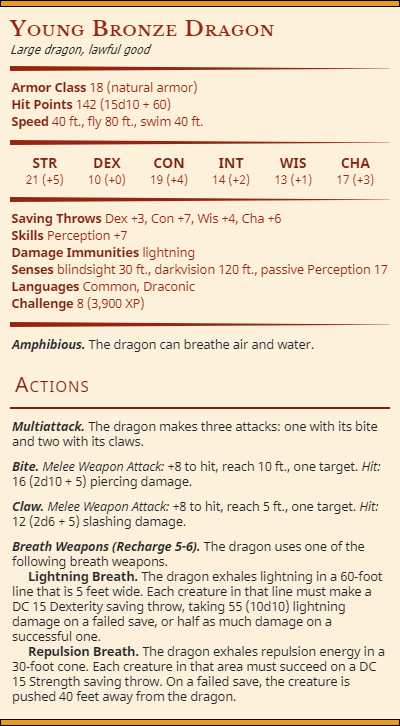 Young Bronze Dragon
Large dragon, lawful good
Armor Class 18 (natural armor)
Hit Points 142 (15d10 + 60)
Speed 40 ft., fly 80 ft., swim 40 ft.
STR DEX CON INT WIS CHA
21 (+5) 10 (+0) 19 (+4) 14 (+2) 13 (+1) 17 (+3)
Saving Throws Dex +3, Con +7, Wis +4, Cha +6
Skills Perception +7
Damage Immunities lightning
Senses blindsight 30 ft., darkvision 120 ft., passive Perception 17
Languages Common, Draconic
Challenge 8 (3,900 XP)
Amphibious. The dragon can breathe air and water.
Actions
Multiattack. The dragon makes three attacks: one with its bite
and two with its claws.
Bite. Melee Weapon Attack: +8 to hit, reach 10 ft., one target. Hit:
16 (2d10 + 5) piercing damage.
Claw. Melee Weapon Attack: +8 to hit, reach 5 ft., one target. Hit:
12 (2d6 + 5) slashing damage.
Breath Weapons (Recharge 5-6). The dragon uses one of the
following breath weapons.
Lightning Breath. The dragon exhales lightning in a 60-foot
line that is 5 feet wide. Each creature in that line must make a
DC 15 Dexterity saving throw, taking 55 (10d10) lightning
damage on a failed save, or half as much damage on a
successful one.
Repulsion Breath. The dragon exhales repulsion energy in a
30-foot cone. Each creature in that area must succeed on a DC
15 Strength saving throw. On a failed save, the creature is
pushed 40 feet away from the dragon.